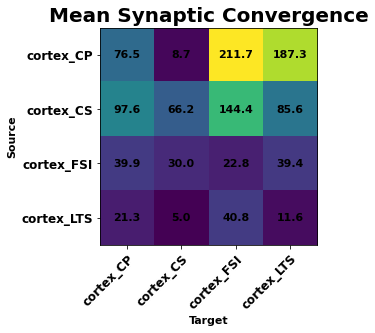 Mean Synaptic Convergence
cortex_CP 76.5 8.7 211.7 187.3
cortex_CS 97.6 66.2 144.4 85.6
cortex_FSI 39.9 30.0 22.8 39.4
cortex_LTS 21.3 5.0 40.8 11.6
Source
cortex_CP cortex_CS cortex_FSI cortex_LTS
Target